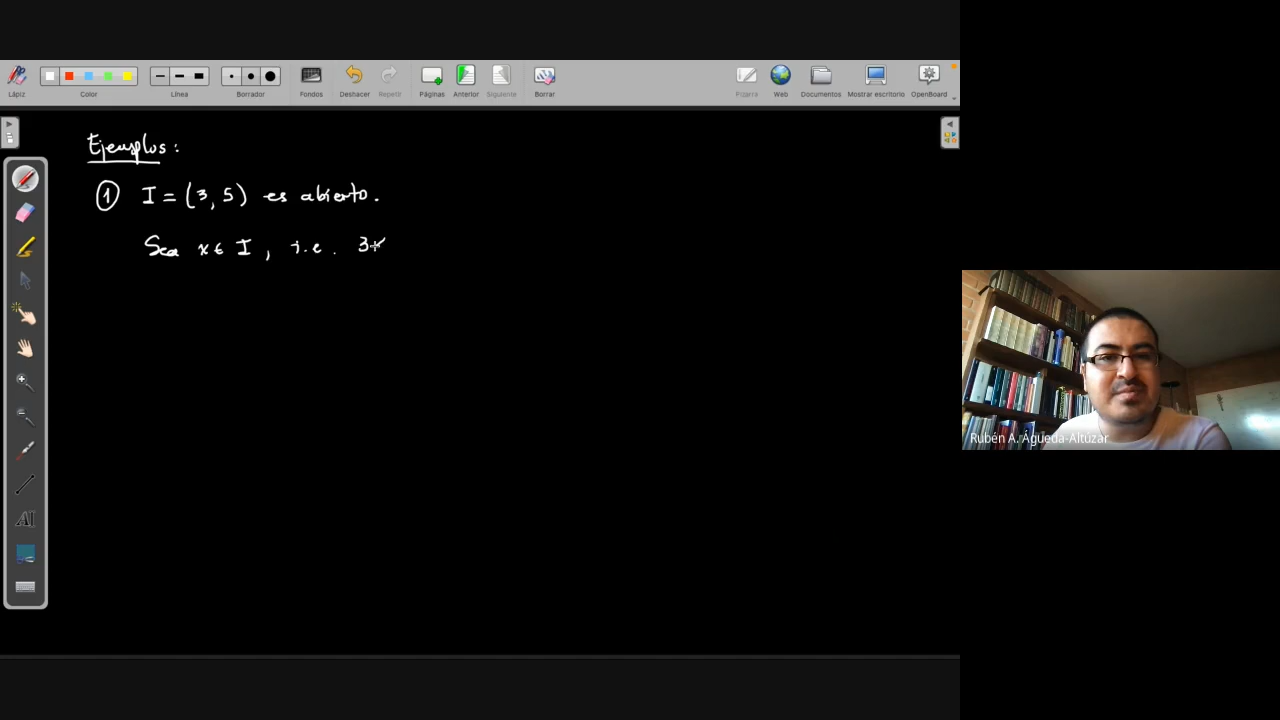 Lápiz Color Línea Borrador Fondos Deshacer Repetir Páginas Anterior Siguiente Borrar Pizarra Web Documentos Mostrar escritorio OpenBoard
Ejemplos:
1 I = (3, 5) es abierto.
Sea x ∈ I, i.e. 3<
Rubén A. Águeda-Altúzar